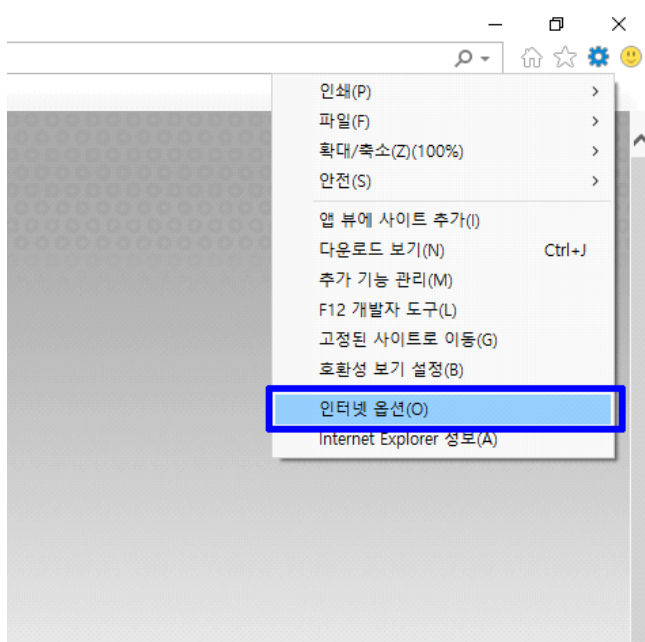 인쇄(P)
파일(F)
확대/축소(Z)(100%)
안전(S)
앱 뷰에 사이트 추가(I)
다운로드 보기(N) Ctrl+J
추가 기능 관리(M)
F12 개발자 도구(L)
고정된 사이트로 이동(G)
호환성 보기 설정(B)
인터넷 옵션(O)
Internet Explorer 정보(A)